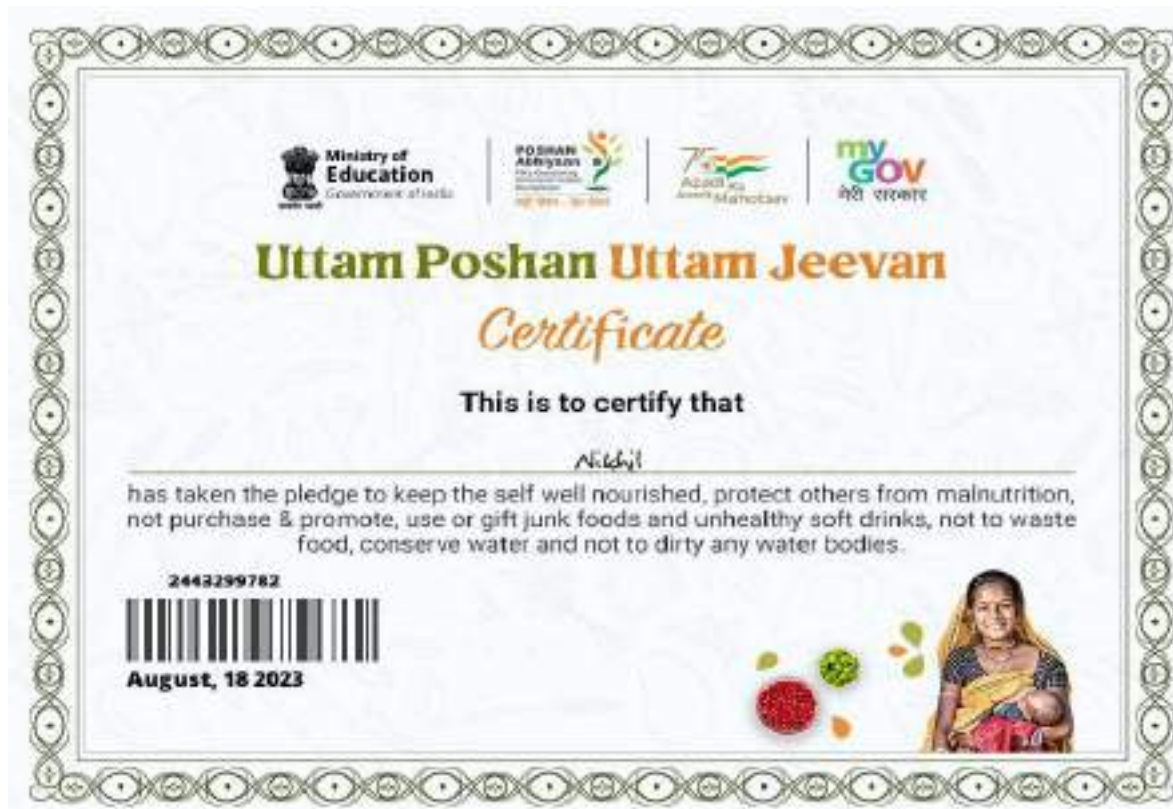 Ministry of
Education
Government of India
POSHAN
Abhiyaan
Azadi Ka
Amrit Mahotsav
my
GOV
मेरी सरकार
Uttam Poshan Uttam Jeevan
Certificate
This is to certify that
Nikhil
has taken the pledge to keep the self well nourished, protect others from malnutrition,
not purchase & promote, use or gift junk foods and unhealthy soft drinks, not to waste
food, conserve water and not to dirty any water bodies.
2443299782
August, 18 2023